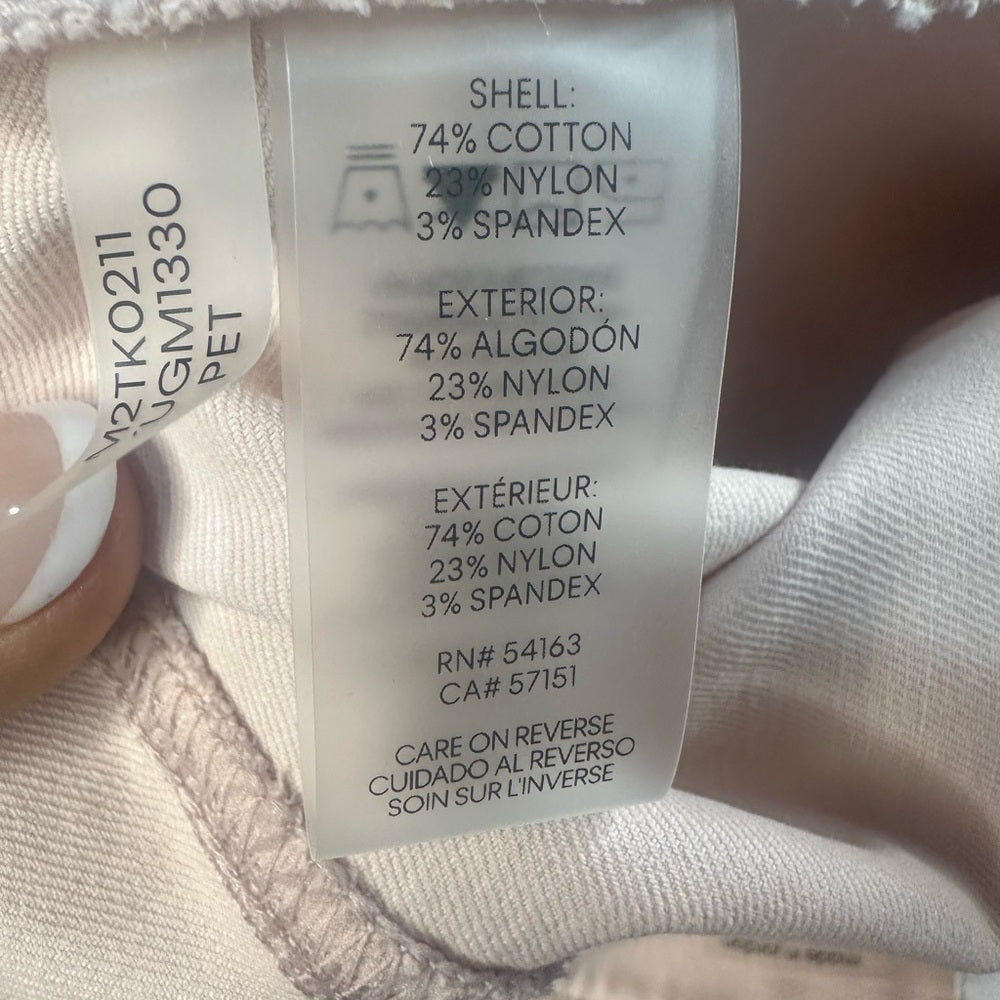 M2TK0211
UGM1330
PET
SHELL:
74% COTTON
23% NYLON
3% SPANDEX
EXTERIOR:
74% ALGODÓN
23% NYLON
3% SPANDEX
EXTÉRIEUR:
74% COTON
23% NYLON
3% SPANDEX
RN# 54163
CA# 57151
CARE ON REVERSE
CUIDADO AL REVERSO
SOIN SUR L'INVERSE